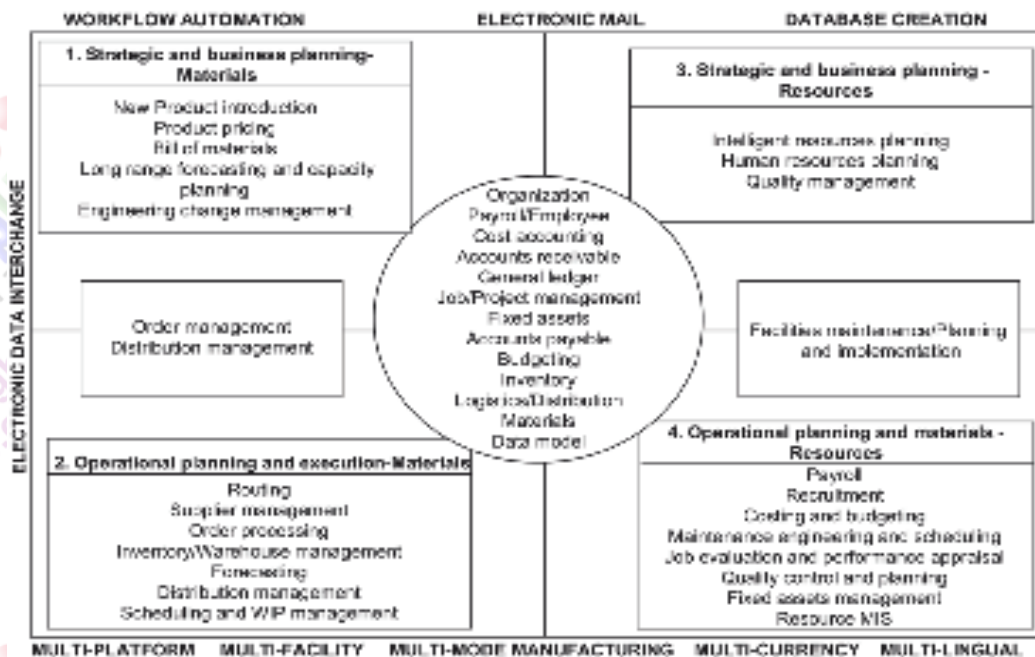 WORKFLOW AUTOMATION ELECTRONIC MAIL DATABASE CREATION
ELECTRONIC DATA INTERCHANGE
1. Strategic and business planning-
Materials
New Product introduction
Product pricing
Bill of materials
Long range forecasting and capacity
planning
Engineering change management
3. Strategic and business planning -
Resources
Intelligent resources planning
Human resources planning
Quality management
Organization
Payroll/Employee
Cost accounting
Accounts receivable
General ledger
Job/Project management
Fixed assets
Accounts payable
Budgeting
Inventory
Logistics/Distribution
Materials
Data model
Order management
Distribution management
Facilities maintenance/Planning
and implementation
2. Operational planning and execution-Materials
Routing
Supplier management
Order processing
Inventory/Warehouse management
Forecasting
Distribution management
Scheduling and WIP management
4. Operational planning and materials -
Resources
Payroll
Recruitment
Costing and budgeting
Maintenance engineering and scheduling
Job evaluation and performance appraisal
Quality control and planning
Fixed assets management
Resource MIS
MULTI-PLATFORM MULTI-FACILITY MULTI-MODE MANUFACTURING MULTI-CURRENCY MULTI-LINGUAL